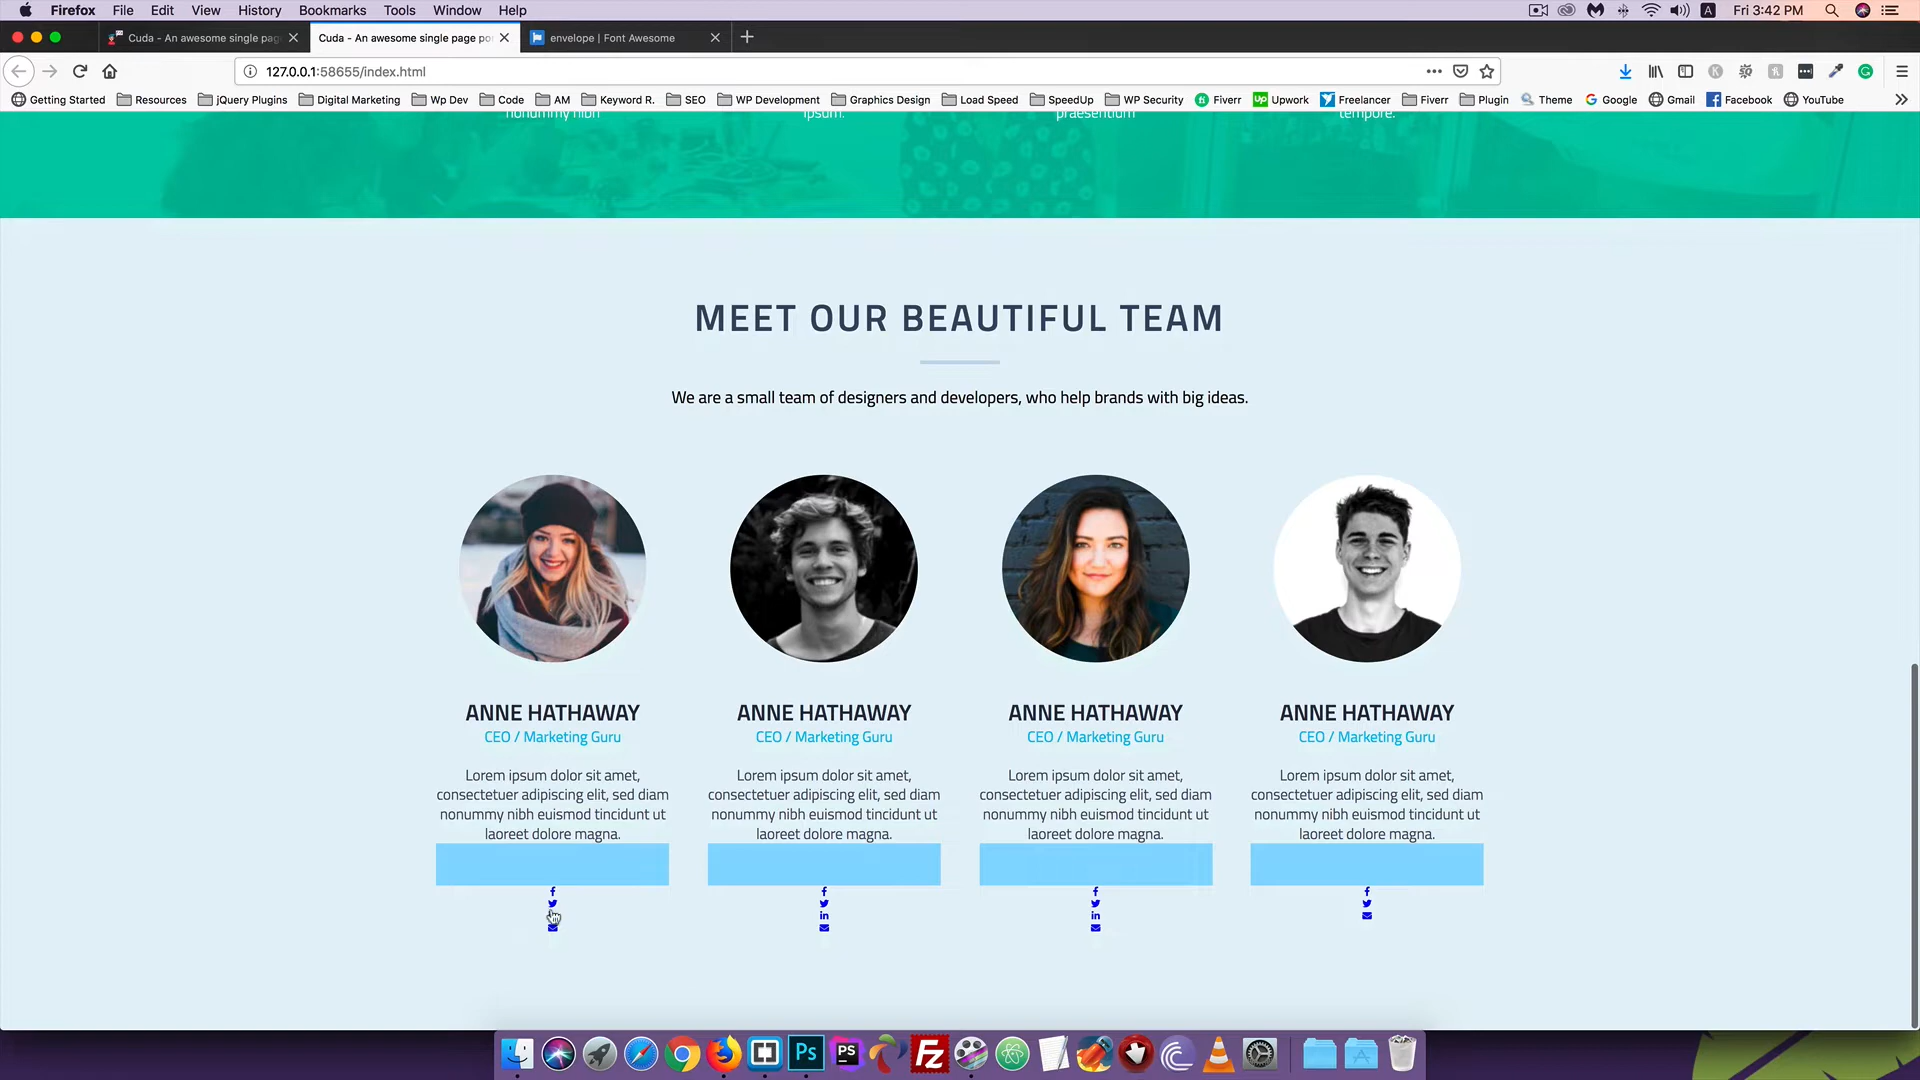 Firefox File Edit View History Bookmarks Tools Window Help
A Fri 3:42 PM
Cuda - An awesome single pag
Cuda - An awesome single page po
envelope | Font Awesome
127.0.0.1:58655/index.html
Getting Started Resources jQuery Plugins Digital Marketing Wp Dev Code AM Keyword R. SEO WP Development Graphics Design Load Speed SpeedUp WP Security Fiverr Upwork Freelancer Fiverr Plugin Theme Google Gmail Facebook YouTube
nonummy nibh ipsum. praesentium tempore.
MEET OUR BEAUTIFUL TEAM
We are a small team of designers and developers, who help brands with big ideas.
ANNE HATHAWAY
CEO / Marketing Guru
Lorem ipsum dolor sit amet,
consectetuer adipiscing elit, sed diam
nonummy nibh euismod tincidunt ut
laoreet dolore magna.
ANNE HATHAWAY
CEO / Marketing Guru
Lorem ipsum dolor sit amet,
consectetuer adipiscing elit, sed diam
nonummy nibh euismod tincidunt ut
laoreet dolore magna.
ANNE HATHAWAY
CEO / Marketing Guru
Lorem ipsum dolor sit amet,
consectetuer adipiscing elit, sed diam
nonummy nibh euismod tincidunt ut
laoreet dolore magna.
ANNE HATHAWAY
CEO / Marketing Guru
Lorem ipsum dolor sit amet,
consectetuer adipiscing elit, sed diam
nonummy nibh euismod tincidunt ut
laoreet dolore magna.
Ps PS FZ